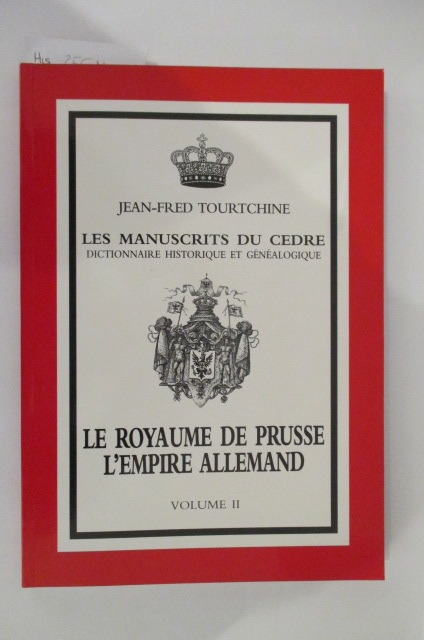 His
JEAN-FRED TOURTCHINE
LES MANUSCRITS DU CEDRE
DICTIONNAIRE HISTORIQUE ET GÉNÉALOGIQUE
LE ROYAUME DE PRUSSE
L'EMPIRE ALLEMAND
VOLUME II